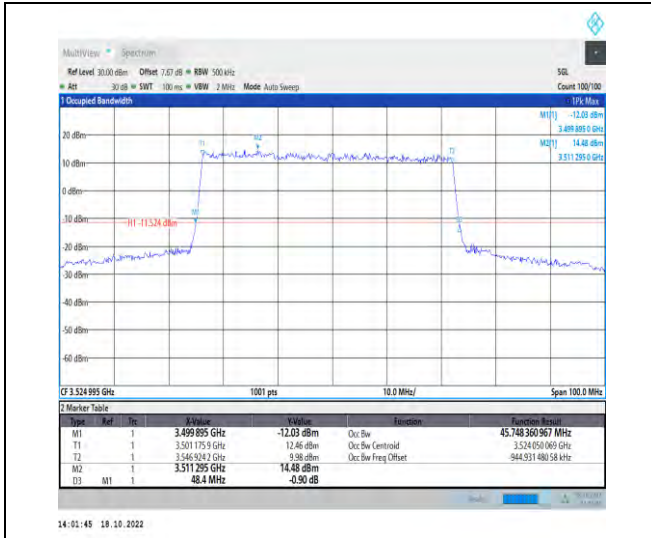 MultiView Spectrum
Ref Level 30.00 dBm Offset 7.67 dB RBW 500 kHz SGL
Att 30 dB SWT 100 ms VBW 2 MHz Mode Auto Sweep Count 100/100
1 Occupied Bandwidth 1Pk Max
M1[1] -12.03 dBm
3.499 895 0 GHz
M2[1] 14.48 dBm
3.511 295 0 GHz
20 dBm
M2
T1
T2
10 dBm
0 dBm
M1
-10 dBm
H1 -11.524 dBm
-20 dBm
-30 dBm
-40 dBm
-50 dBm
-60 dBm
CF 3.524 995 GHz 1001 pts 10.0 MHz/ Span 100.0 MHz
2 Marker Table
Type Ref Trc X-Value Y-Value Function Function Result
M1 1 3.499 895 GHz -12.03 dBm Occ Bw 45.748 360 967 MHz
T1 1 3.501 175 9 GHz 12.46 dBm Occ Bw Centroid 3.524 050 069 GHz
T2 1 3.546 924 2 GHz 9.98 dBm Occ Bw Freq Offset -944.931 480 58 kHz
M2 1 3.511 295 GHz 14.48 dBm
D3 M1 1 48.4 MHz -0.90 dB
14:01:45 18.10.2022